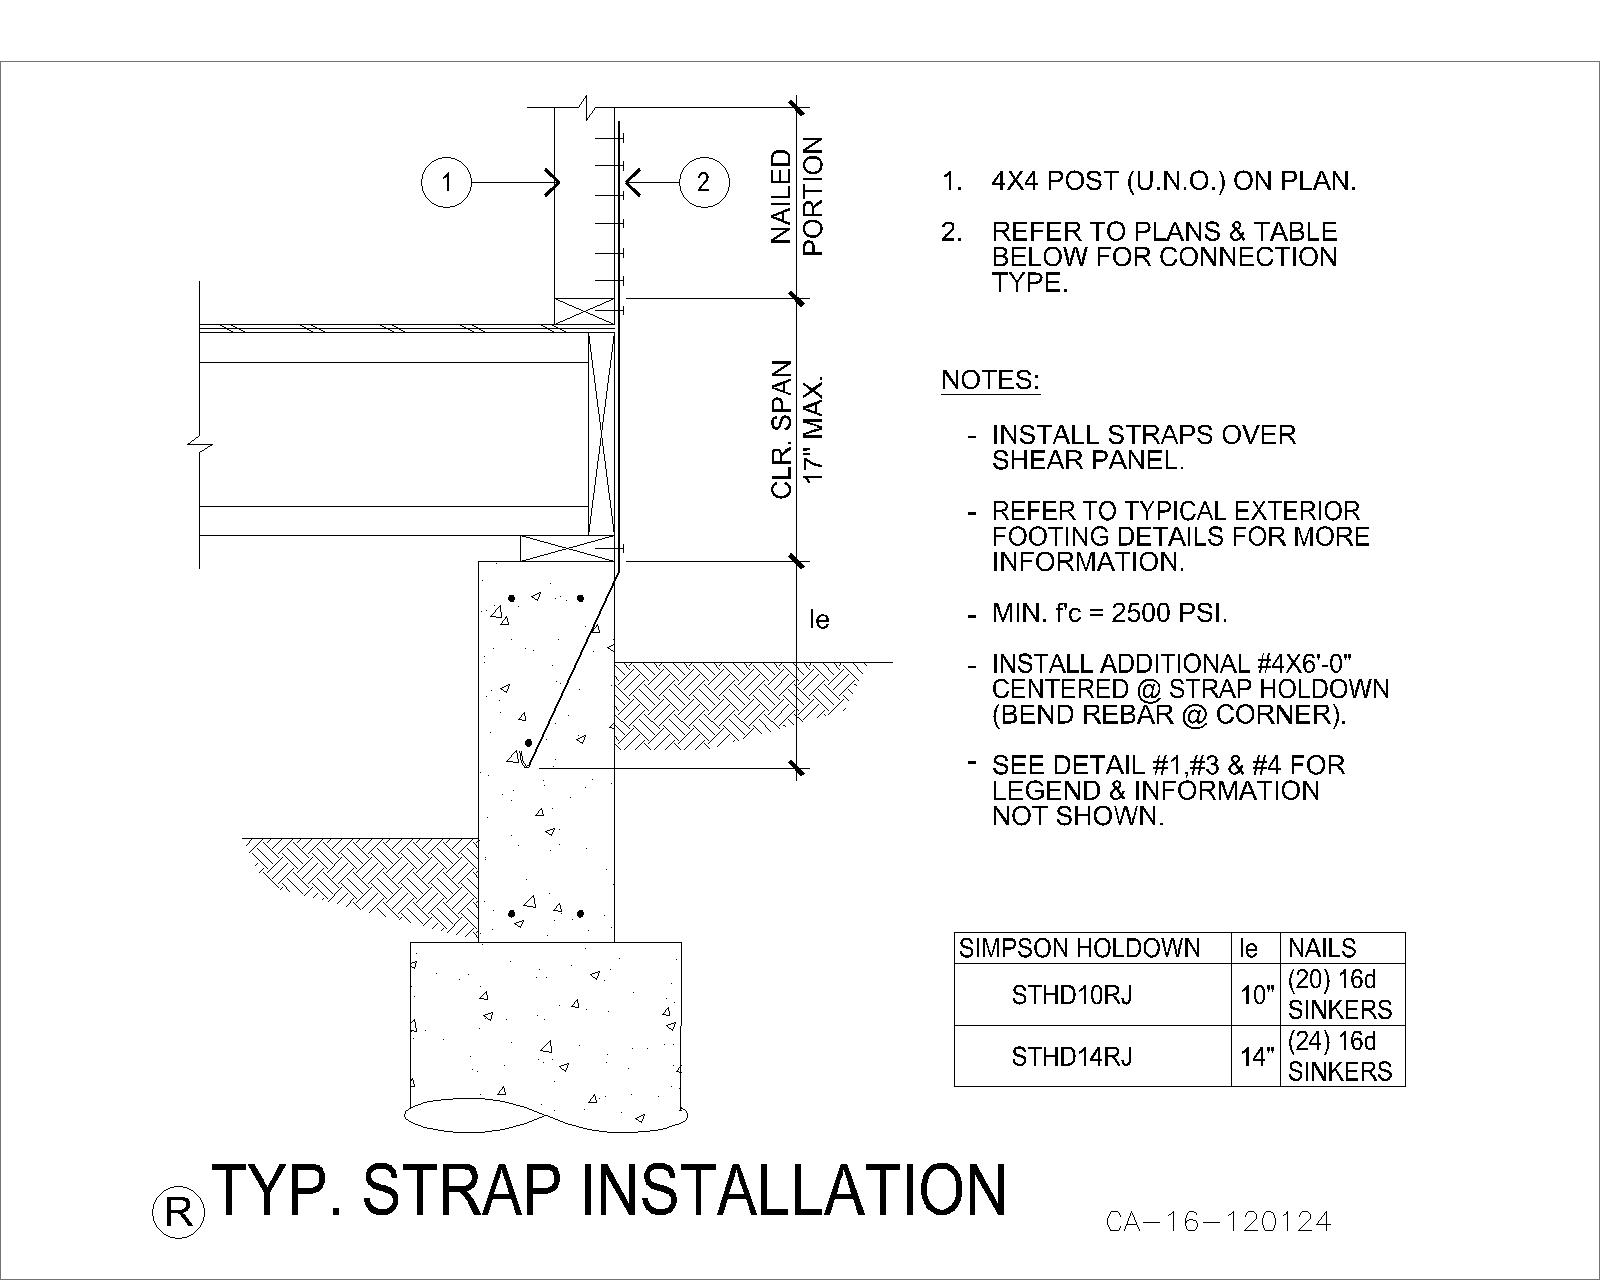 1
2
NAILED
PORTION
CLR. SPAN
17" MAX.
le
1. 4X4 POST (U.N.O.) ON PLAN.
2. REFER TO PLANS & TABLE
BELOW FOR CONNECTION
TYPE.
NOTES:
- INSTALL STRAPS OVER
SHEAR PANEL.
- REFER TO TYPICAL EXTERIOR
FOOTING DETAILS FOR MORE
INFORMATION.
- MIN. f'c = 2500 PSI.
- INSTALL ADDITIONAL #4X6'-0"
CENTERED @ STRAP HOLDOWN
(BEND REBAR @ CORNER).
- SEE DETAIL #1,#3 & #4 FOR
LEGEND & INFORMATION
NOT SHOWN.
SIMPSON HOLDOWN le NAILS
STHD10RJ 10" (20) 16d
SINKERS
STHD14RJ 14" (24) 16d
SINKERS
R TYP. STRAP INSTALLATION
CA-16-120124